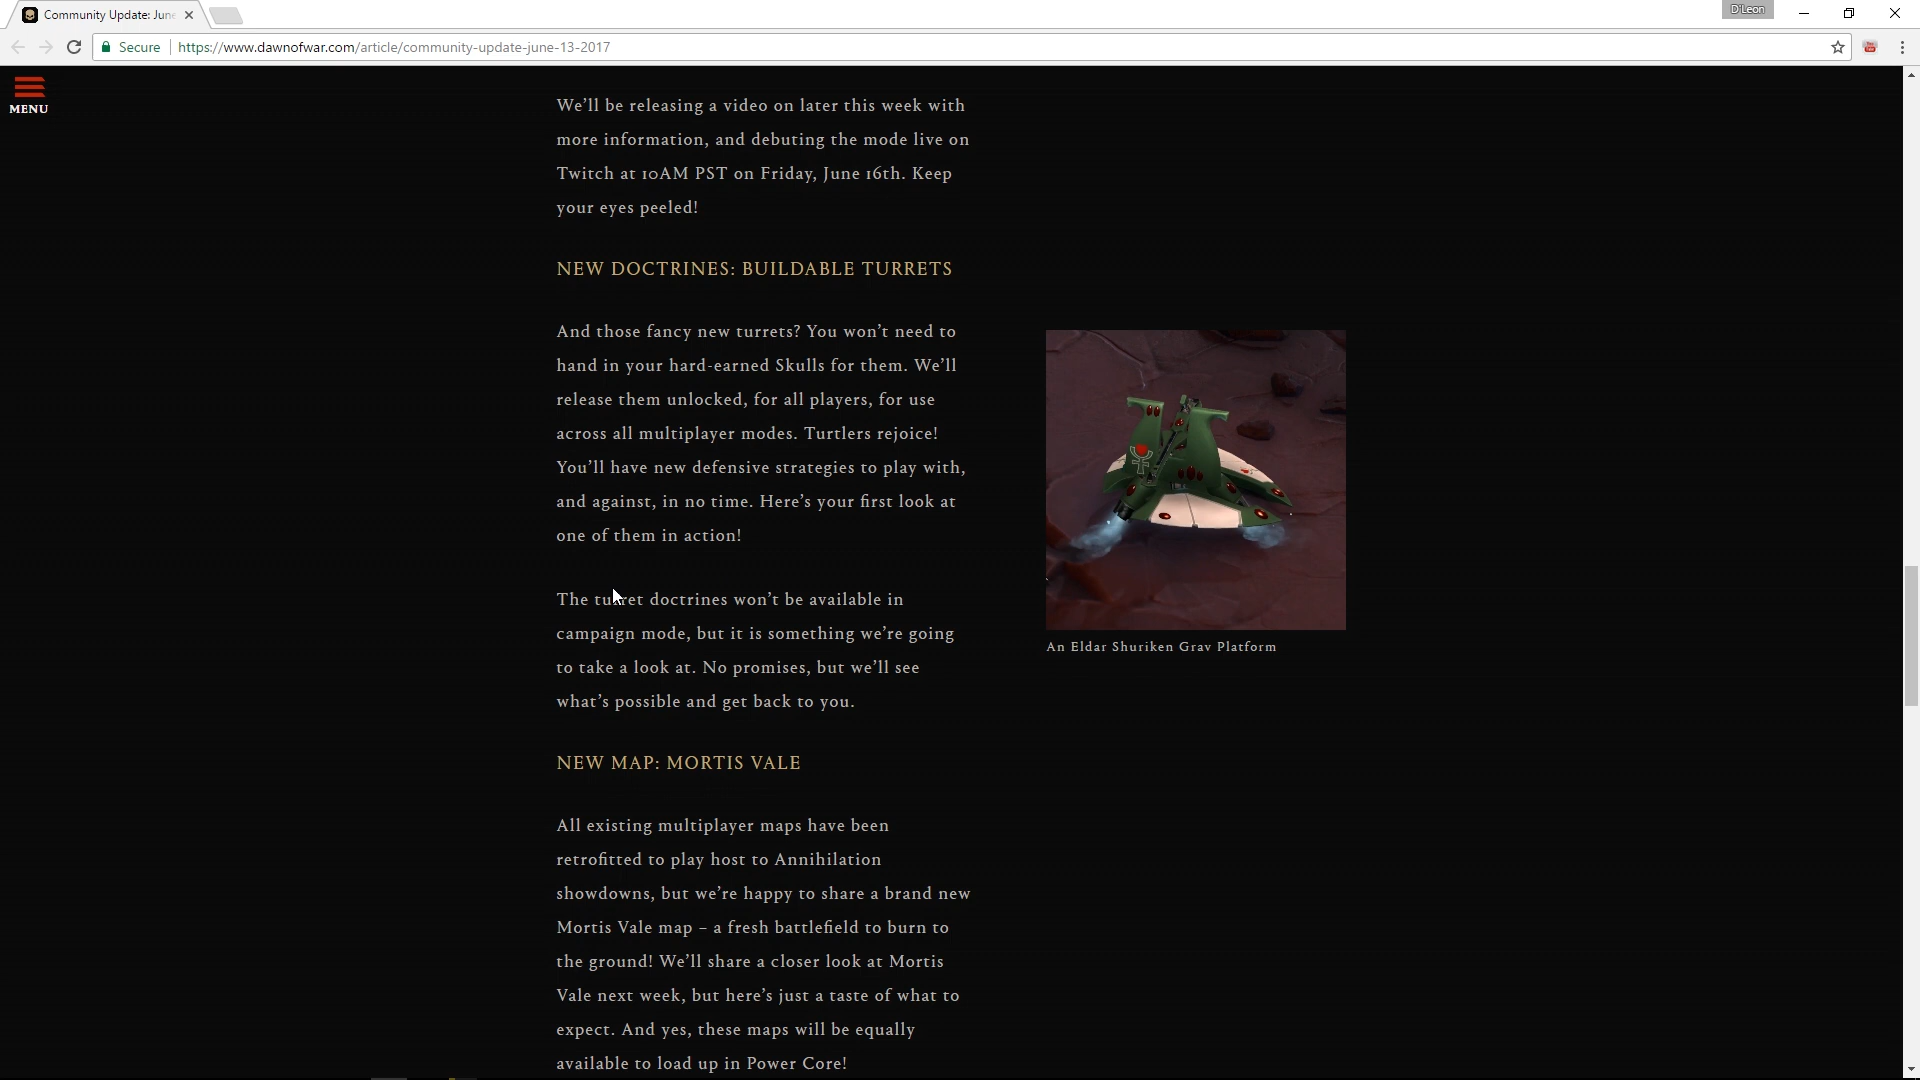 Community Update: June
D'Leon
Secure
https://www.dawnofwar.com/article/community-update-june-13-2017
MENU
We’ll be releasing a video on later this week with
more information, and debuting the mode live on
Twitch at 10AM PST on Friday, June 16th. Keep
your eyes peeled!
NEW DOCTRINES: BUILDABLE TURRETS
And those fancy new turrets? You won’t need to
hand in your hard-earned Skulls for them. We’ll
release them unlocked, for all players, for use
across all multiplayer modes. Turtlers rejoice!
You’ll have new defensive strategies to play with,
and against, in no time. Here’s your first look at
one of them in action!
An Eldar Shuriken Grav Platform
The turret doctrines won’t be available in
campaign mode, but it is something we’re going
to take a look at. No promises, but we’ll see
what’s possible and get back to you.
NEW MAP: MORTIS VALE
All existing multiplayer maps have been
retrofitted to play host to Annihilation
showdowns, but we’re happy to share a brand new
Mortis Vale map – a fresh battlefield to burn to
the ground! We’ll share a closer look at Mortis
Vale next week, but here’s just a taste of what to
expect. And yes, these maps will be equally
available to load up in Power Core!